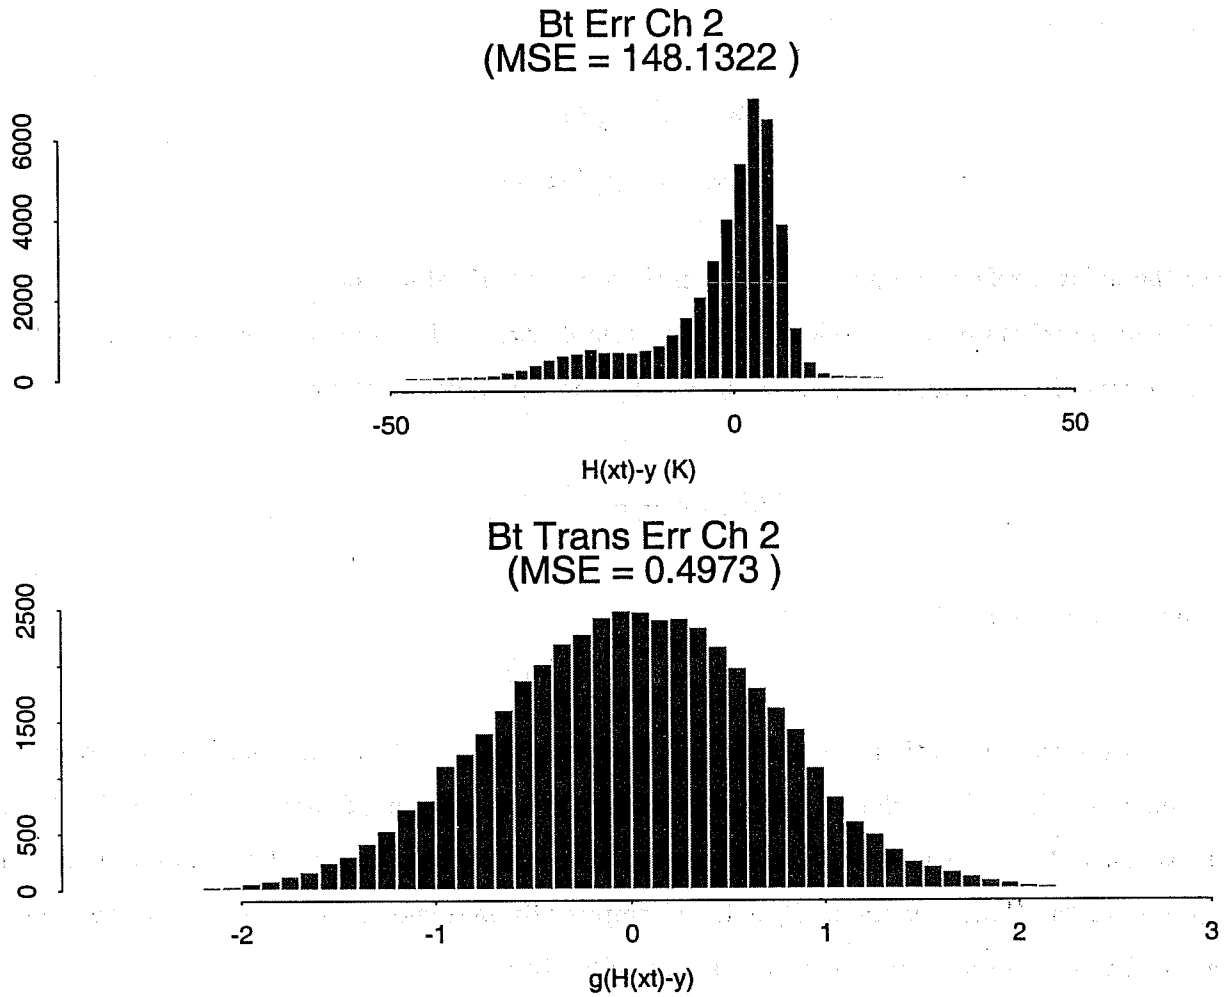 Bt Err Ch 2
(MSE = 148.1322 )
6000
4000
2000
0
-50
0
50
H(xt)-y (K)
Bt Trans Err Ch 2
(MSE = 0.4973 )
2500
1500
500
0
-2
-1
0
1
2
3
g(H(xt)-y)